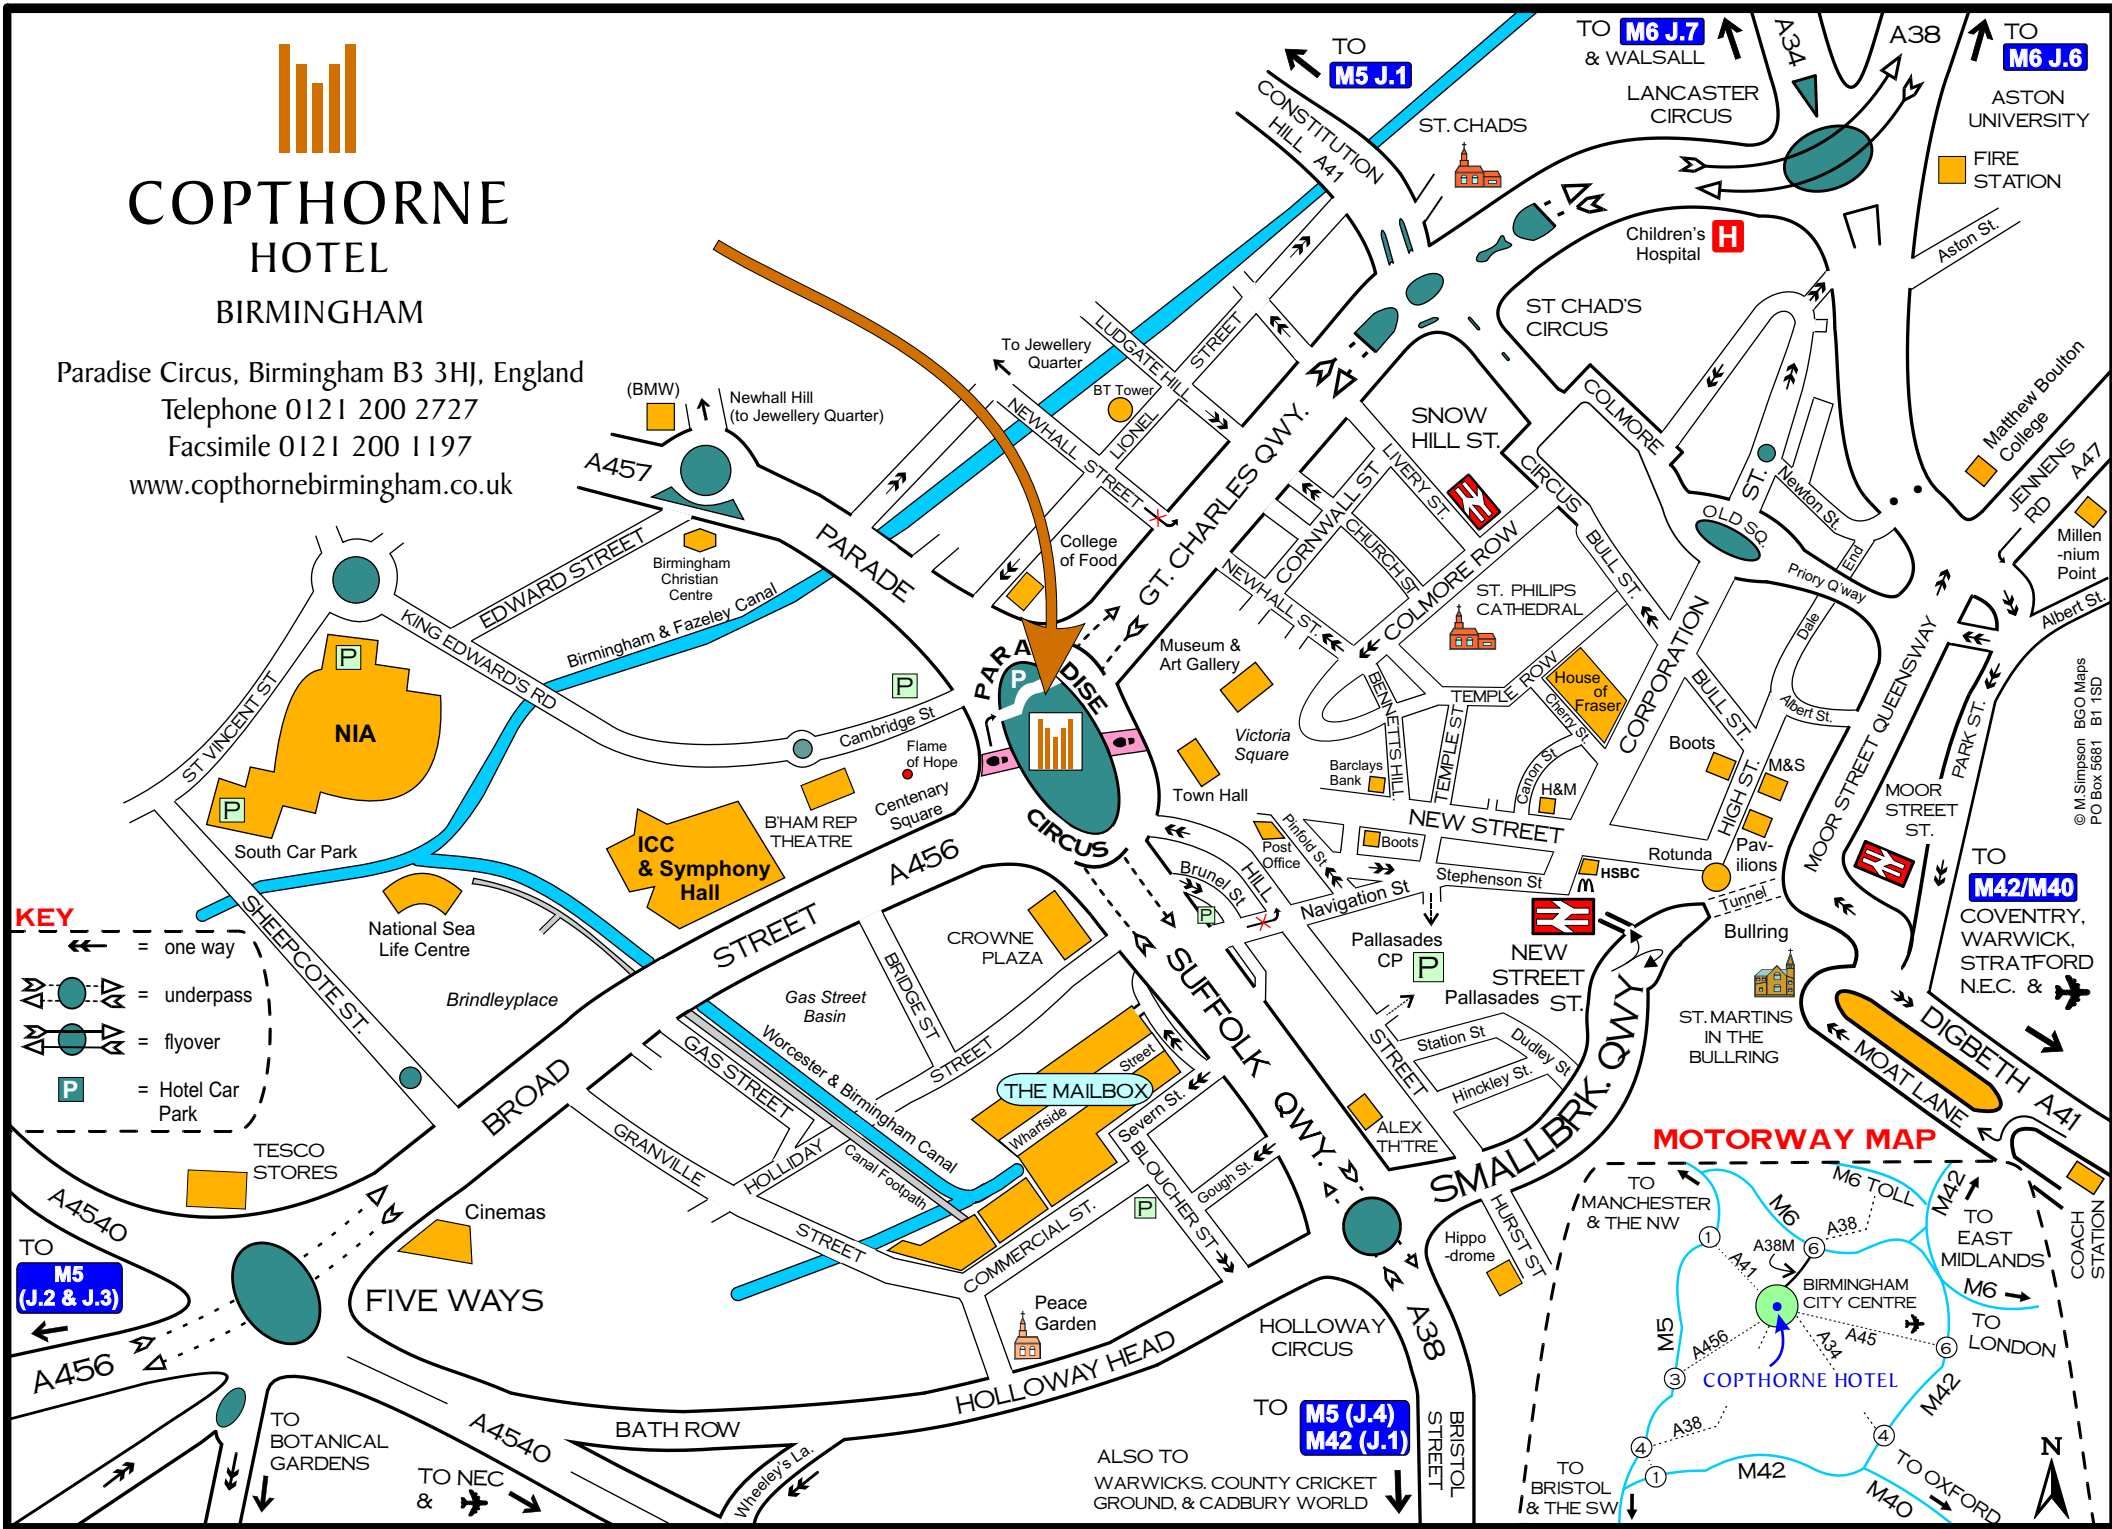 COPTHORNE
HOTEL
BIRMINGHAM
Paradise Circus, Birmingham B3 3HJ, England
Telephone 0121 200 2727
Facsimile 0121 200 1197
www.copthornebirmingham.co.uk
TO
M5 J.1
TO
M6 J.7
& WALSALL
A34
A38
TO
M6 J.6
LANCASTER
CIRCUS
ASTON
UNIVERSITY
FIRE
STATION
CONSTITUTION
HILL A41
ST. CHADS
Children's
Hospital
H
Aston St.
ST CHAD'S
CIRCUS
To Jewellery
Quarter
LUDGATE HILL
STREET
BT Tower
LIONEL
NEWHALL STREET
(BMW)
Newhall Hill
(to Jewellery Quarter)
A457
PARADE
College
of Food
GT. CHARLES QWY.
SNOW
HILL ST.
COLMORE
CIRCUS
LIVERY ST.
CORNWALL ST
CHURCH ST
COLMORE ROW
NEWHALL ST.
BULL ST.
ST.
OLD SQ.
Newton St.
Matthew Boulton
College
JENNENS
RD
A47
Millen
-nium
Point
Albert St.
Priory Q'way
Dale
End
EDWARD STREET
Birmingham
Christian
Centre
Birmingham & Fazeley Canal
KING EDWARD'S RD
ST VINCENT ST
P
NIA
P
South Car Park
P
Cambridge St
Flame
of Hope
Centenary
Square
B'HAM REP
THEATRE
ICC
& Symphony
Hall
PARADISE
P
CIRCUS
Museum &
Art Gallery
Victoria
Square
Town Hall
ST. PHILIPS
CATHEDRAL
TEMPLE ROW
House
of
Fraser
Cherry St.
BENNETTS HILL
TEMPLE ST
Canon St.
H&M
Barclays
Bank
NEW STREET
CORPORATION
BULL ST.
Albert St.
Boots
M&S
HIGH ST.
Pav-
ilions
Rotunda
Tunnel
HSBC
Boots
Stephenson St
Post
Office
Pinfold St
HILL
Brunel St
P
Navigation St
MOOR STREET QUEENSWAY
PARK ST.
MOOR
STREET
ST.
© M.Simpson BGO Maps
PO Box 5681 B1 1SD
TO
M42/M40
COVENTRY,
WARWICK,
STRATFORD
N.E.C. &
KEY
= one way
= underpass
= flyover
P
= Hotel Car
Park
SHEEPCOTE ST.
National Sea
Life Centre
Brindleyplace
A456
BROAD
STREET
CROWNE
PLAZA
BRIDGE ST
Gas Street
Basin
Worcester & Birmingham Canal
GAS STREET
Canal Footpath
HOLLIDAY
STREET
GRANVILLE
STREET
THE MAILBOX
Wharfside
Street
Severn St.
BLOUCHER ST
Gough St.
COMMERCIAL ST.
P
SUFFOLK
QWY.
Pallasades
CP
P
Pallasades
NEW
STREET
ST.
Station St
Dudley St
Hinckley St.
STREET
ALEX
TH'TRE
SMALLBRK. QWY
Bullring
ST. MARTINS
IN THE
BULLRING
DIGBETH
A41
MOAT LANE
COACH
STATION
TESCO
STORES
A4540
TO
M5
(J.2 & J.3)
A456
Cinemas
FIVE WAYS
TO
BOTANICAL
GARDENS
A4540
TO NEC
&
BATH ROW
Wheeley's La.
Peace
Garden
HOLLOWAY HEAD
HOLLOWAY
CIRCUS
A38
BRISTOL
STREET
HURST ST
Hippo
-drome
TO
M5 (J.4)
M42 (J.1)
ALSO TO
WARWICKS. COUNTY CRICKET
GROUND, & CADBURY WORLD
MOTORWAY MAP
TO
MANCHESTER
& THE NW
M6
M6 TOLL
M42
TO
EAST
MIDLANDS
A38
A38M
1
6
A41
BIRMINGHAM
CITY CENTRE
M6
TO
LONDON
M5
A456
A34
A45
6
COPTHORNE HOTEL
3
M42
A38
4
4
1
M42
TO
BRISTOL
& THE SW
TO OXFORD
M40
N